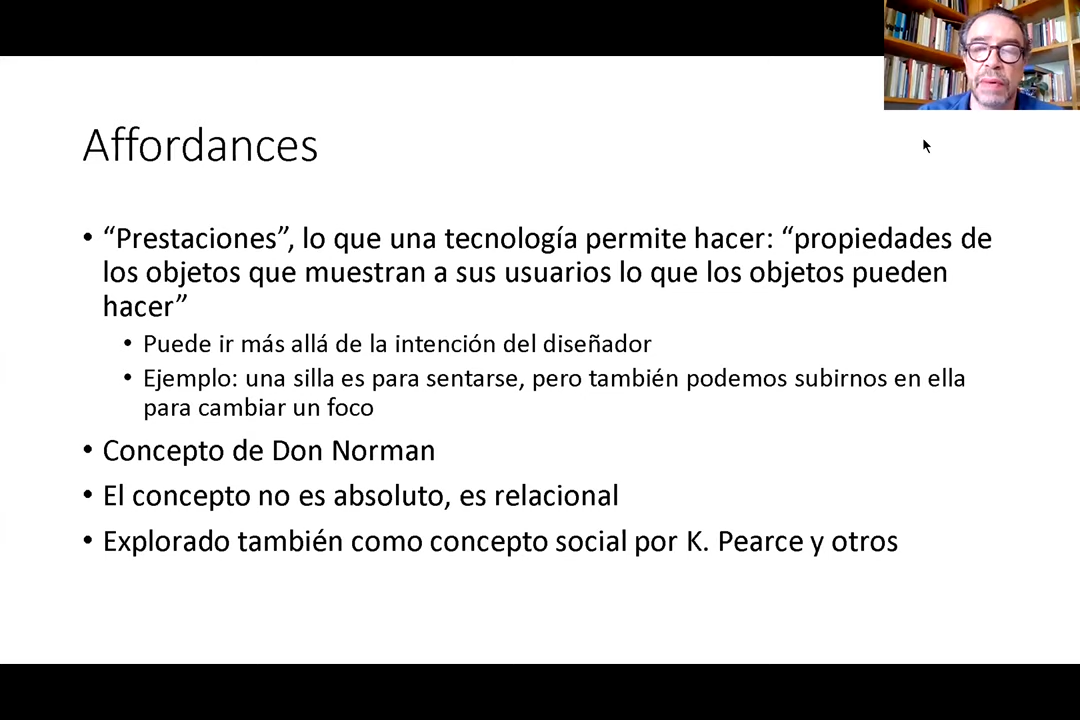 Affordances
• “Prestaciones”, lo que una tecnología permite hacer: “propiedades de
los objetos que muestran a sus usuarios lo que los objetos pueden
hacer”
• Puede ir más allá de la intención del diseñador
• Ejemplo: una silla es para sentarse, pero también podemos subirnos en ella
para cambiar un foco
• Concepto de Don Norman
• El concepto no es absoluto, es relacional
• Explorado también como concepto social por K. Pearce y otros